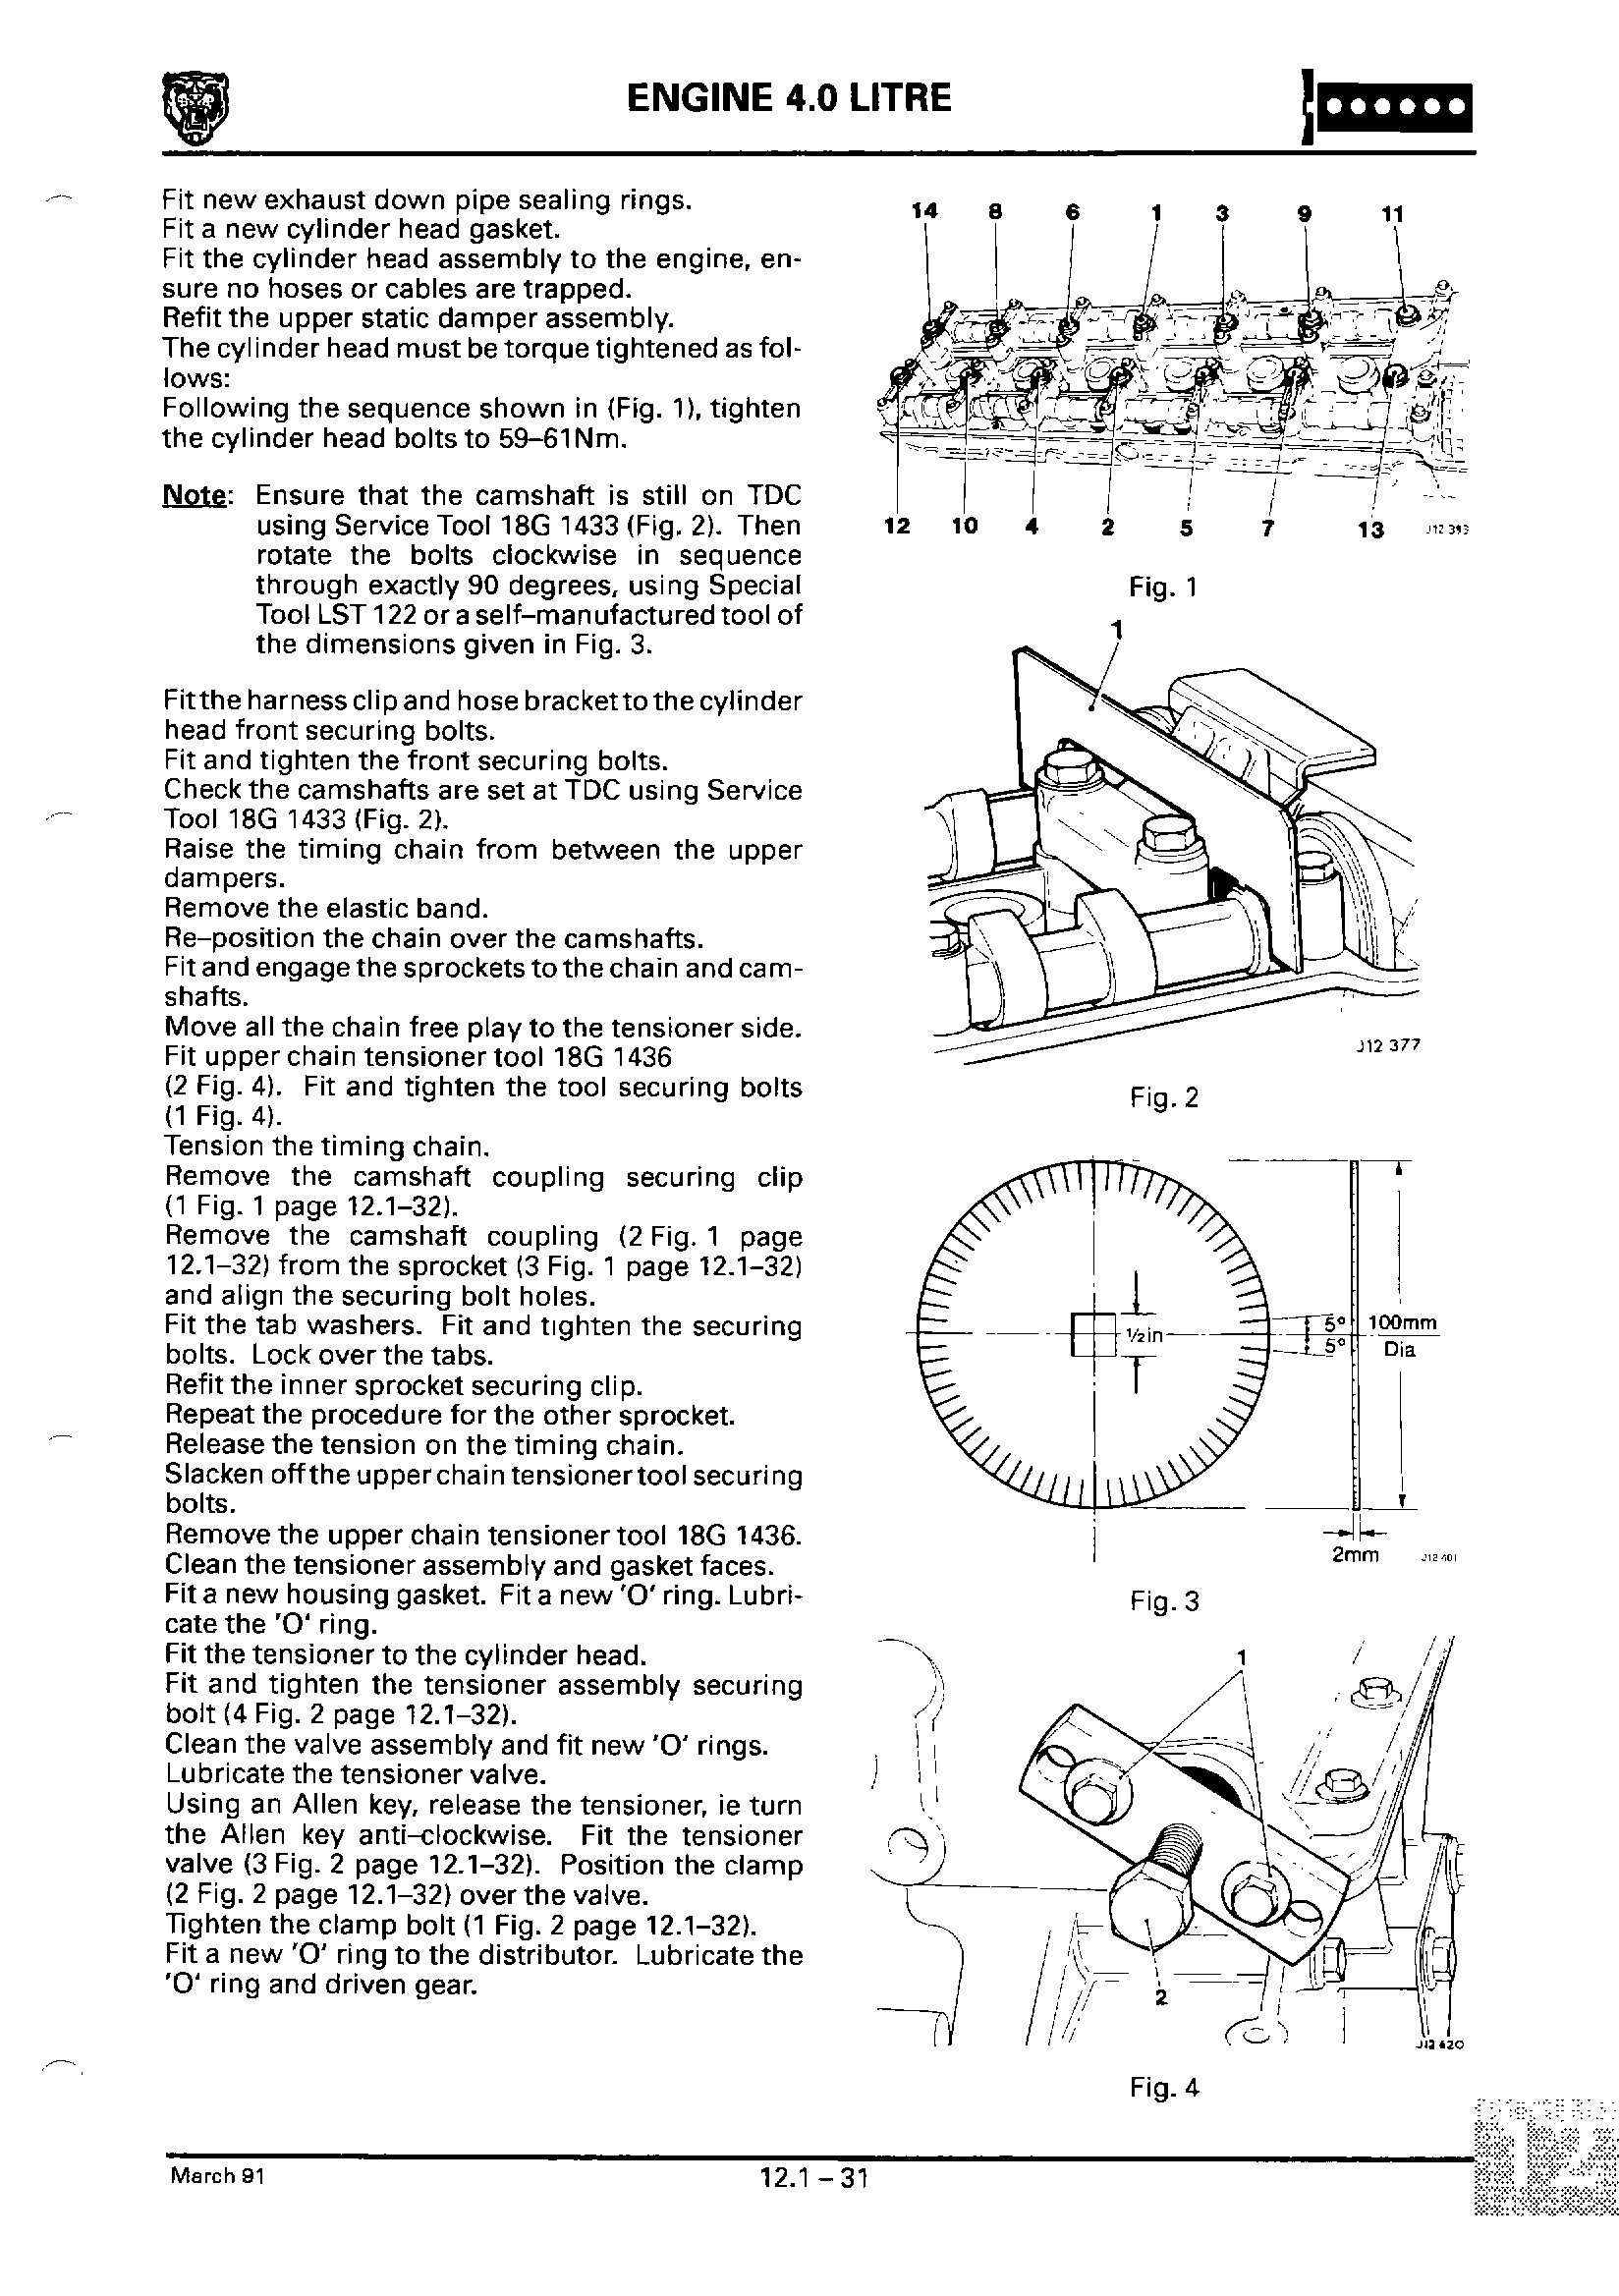 ENGINE 4.0 LITRE
Fit new exhaust down pipe sealing rings.
Fit a new cylinder head gasket.
Fit the cylinder head assembly to the engine, en-
sure no hoses or cables are trapped.
Refit the upper static damper assembly.
The cylinder head must be torque tightened as fol-
lows:
Following the sequence shown in (Fig. 1), tighten
the cylinder head bolts to 59–61Nm.
Note: Ensure that the camshaft is still on TDC
using Service Tool 18G 1433 (Fig. 2). Then
rotate the bolts clockwise in sequence
through exactly 90 degrees, using Special
Tool LST 122 or a self–manufactured tool of
the dimensions given in Fig. 3.
Fit the harness clip and hose bracket to the cylinder
head front securing bolts.
Fit and tighten the front securing bolts.
Check the camshafts are set at TDC using Service
Tool 18G 1433 (Fig. 2).
Raise the timing chain from between the upper
dampers.
Remove the elastic band.
Re–position the chain over the camshafts.
Fit and engage the sprockets to the chain and cam-
shafts.
Move all the chain free play to the tensioner side.
Fit upper chain tensioner tool 18G 1436
(2 Fig. 4). Fit and tighten the tool securing bolts
(1 Fig. 4).
Tension the timing chain.
Remove the camshaft coupling securing clip
(1 Fig. 1 page 12.1–32).
Remove the camshaft coupling (2 Fig. 1 page
12.1–32) from the sprocket (3 Fig. 1 page 12.1–32)
and align the securing bolt holes.
Fit the tab washers. Fit and tighten the securing
bolts. Lock over the tabs.
Refit the inner sprocket securing clip.
Repeat the procedure for the other sprocket.
Release the tension on the timing chain.
Slacken off the upper chain tensioner tool securing
bolts.
Remove the upper chain tensioner tool 18G 1436.
Clean the tensioner assembly and gasket faces.
Fit a new housing gasket. Fit a new 'O' ring. Lubri-
cate the 'O' ring.
Fit the tensioner to the cylinder head.
Fit and tighten the tensioner assembly securing
bolt (4 Fig. 2 page 12.1–32).
Clean the valve assembly and fit new 'O' rings.
Lubricate the tensioner valve.
Using an Allen key, release the tensioner, ie turn
the Allen key anti–clockwise. Fit the tensioner
valve (3 Fig. 2 page 12.1–32). Position the clamp
(2 Fig. 2 page 12.1–32) over the valve.
Tighten the clamp bolt (1 Fig. 2 page 12.1–32).
Fit a new 'O' ring to the distributor. Lubricate the
'O' ring and driven gear.
14 8 6 1 3 9 11
12 10 4 2 5 7 13 J12 393
Fig. 1
1
J12 377
Fig. 2
½in
5°
5°
100mm
Dia
2mm
J12 401
Fig. 3
1
2
Fig. 4
March 91
12.1 – 31
12